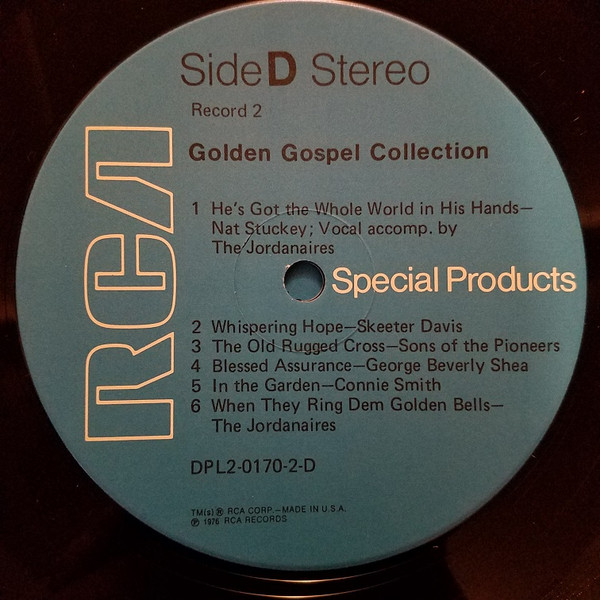 Side D Stereo
Record 2
Golden Gospel Collection
RCA
1 He's Got the Whole World in His Hands—
Nat Stuckey; Vocal accomp. by
The Jordanaires
Special Products
2 Whispering Hope—Skeeter Davis
3 The Old Rugged Cross—Sons of the Pioneers
4 Blessed Assurance—George Beverly Shea
5 In the Garden—Connie Smith
6 When They Ring Dem Golden Bells—
The Jordanaires
DPL2-0170-2-D
TM(s) ® RCA CORP.—MADE IN U.S.A.
℗ 1976 RCA RECORDS